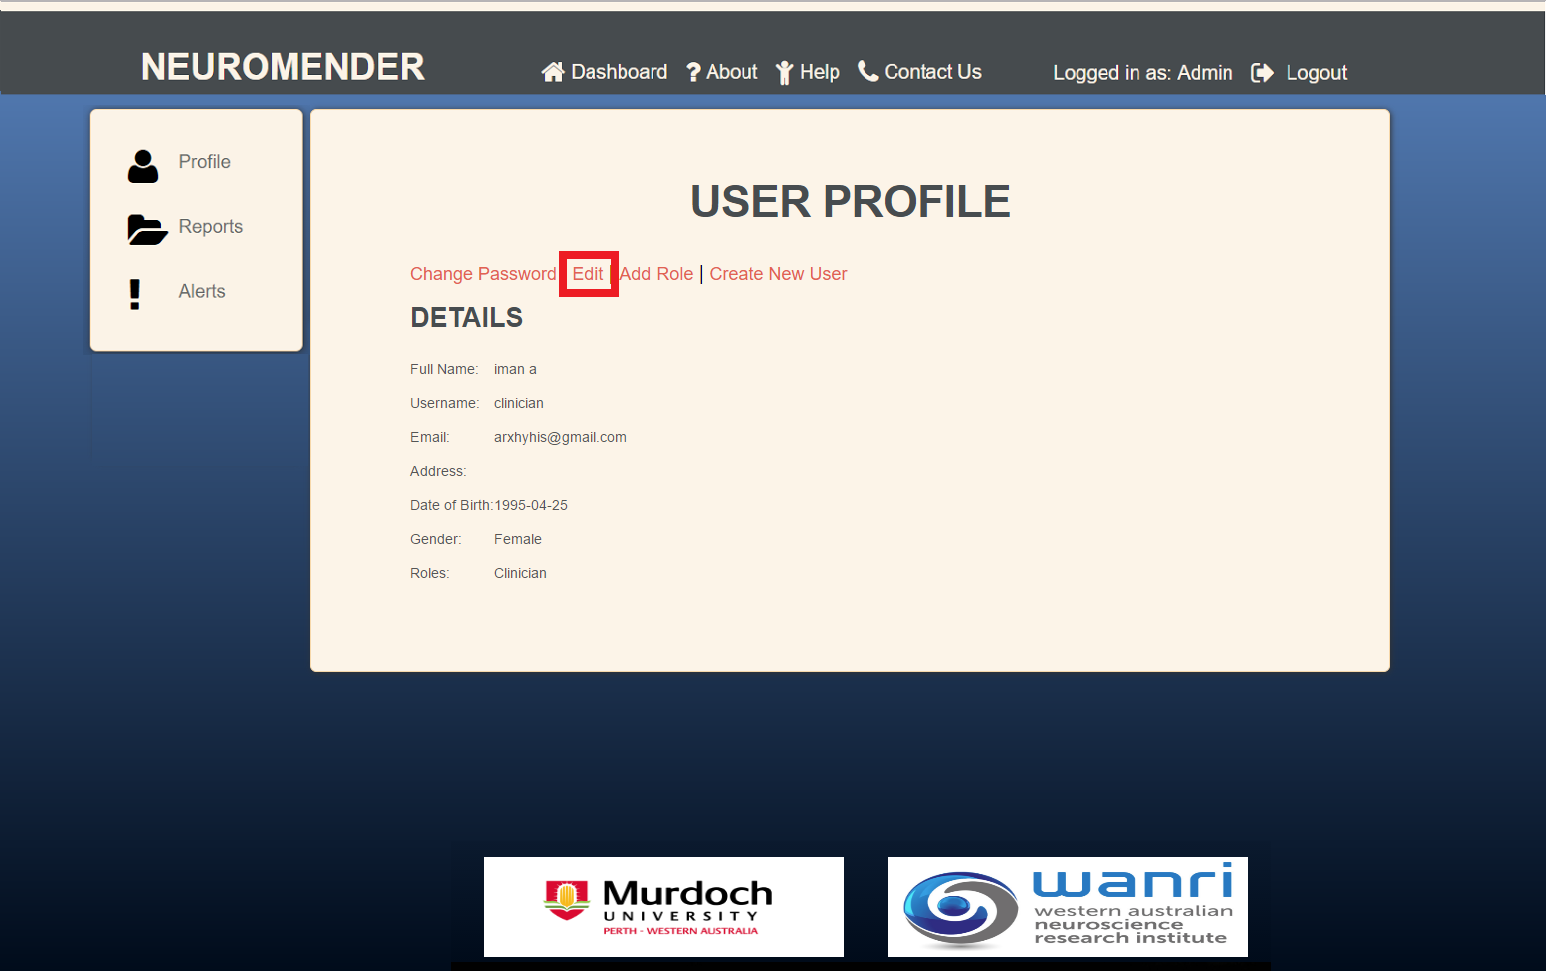 NEUROMENDER
Dashboard ? About Help Contact Us Logged in as: Admin Logout
Profile
Reports
! Alerts
USER PROFILE
Change Password Edit | Add Role | Create New User
DETAILS
Full Name: iman a
Username: clinician
Email: arxhyhis@gmail.com
Address:
Date of Birth:1995-04-25
Gender: Female
Roles: Clinician
Murdoch
UNIVERSITY
PERTH - WESTERN AUSTRALIA
wanri
western australian
neuroscience
research institute